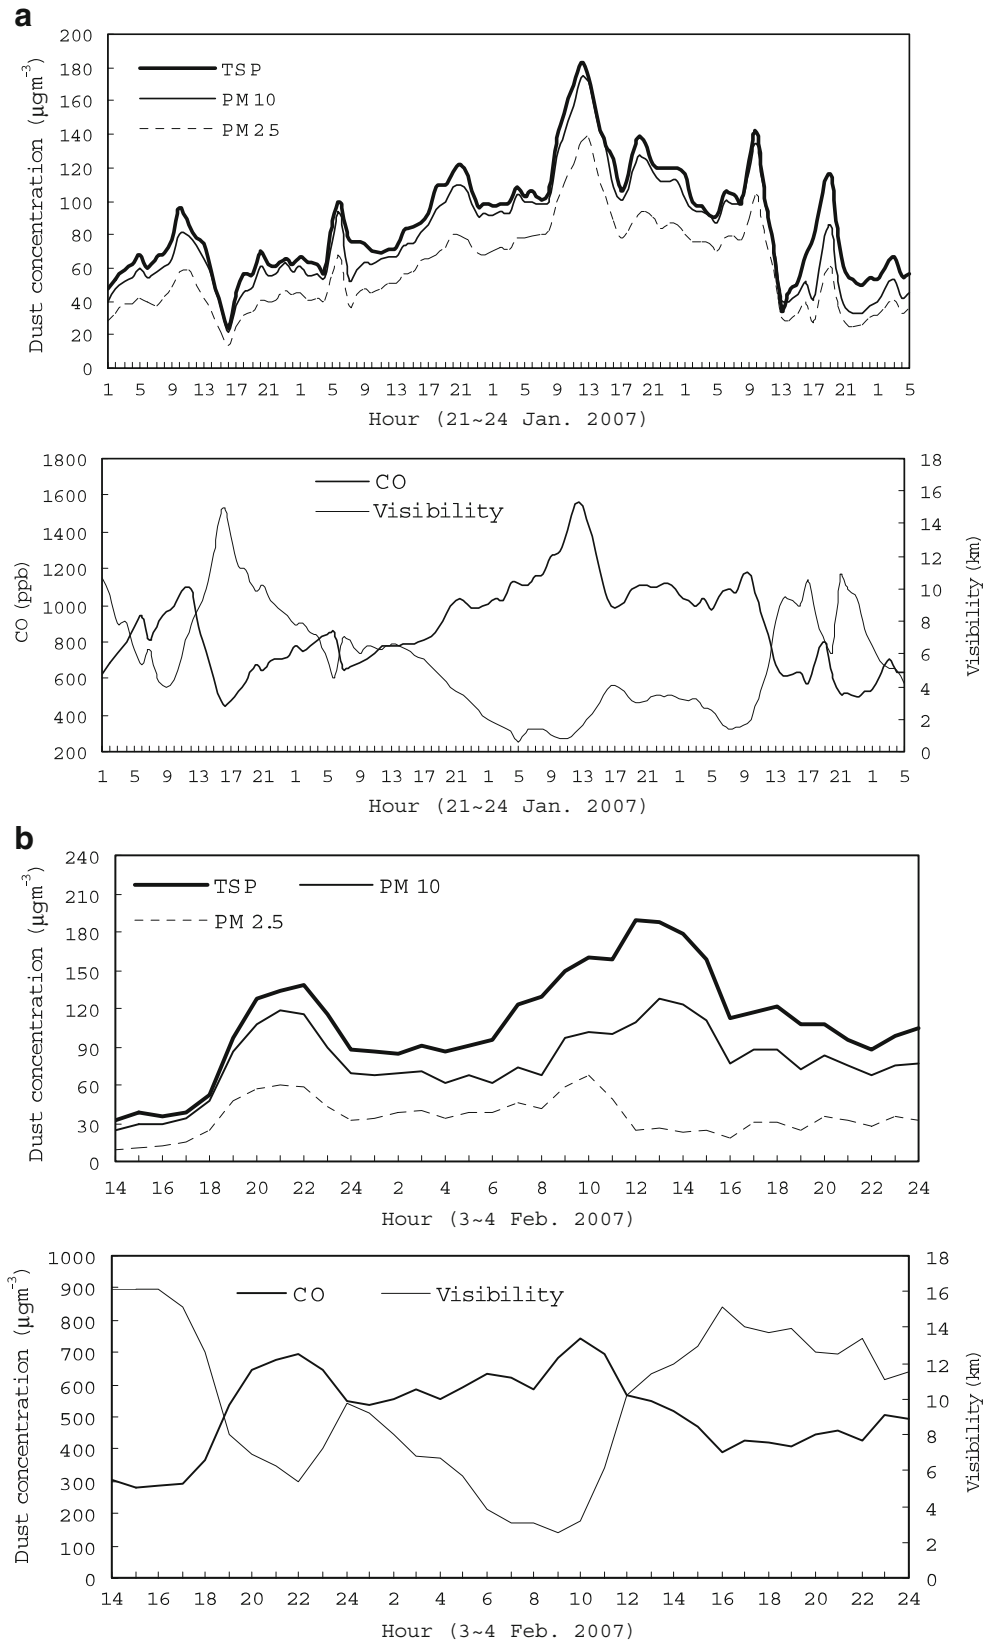 a
Dust concentration (µgm⁻³)
200
180
160
140
120
100
80
60
40
20
0
TSP
PM10
PM2.5
1 5 9 13 17 21 1 5 9 13 17 21 1 5 9 13 17 21 1 5 9 13 17 21 1 5
Hour (21~24 Jan. 2007)
CO (ppb)
1800
1600
1400
1200
1000
800
600
400
200
CO
Visibility
18
16
14
12
10
8
6
4
2
0
Visibility (km)
1 5 9 13 17 21 1 5 9 13 17 21 1 5 9 13 17 21 1 5 9 13 17 21 1 5
Hour (21~24 Jan. 2007)
b
Dust concentration (µgm⁻³)
240
210
180
150
120
90
60
30
0
TSP PM 10
PM 2.5
14 16 18 20 22 24 2 4 6 8 10 12 14 16 18 20 22 24
Hour (3~4 Feb. 2007)
Dust concentration (µgm⁻³)
1000
900
800
700
600
500
400
300
200
100
0
CO Visibility
18
16
14
12
10
8
6
4
2
0
Visibility (km)
14 16 18 20 22 24 2 4 6 8 10 12 14 16 18 20 22 24
Hour (3~4 Feb. 2007)